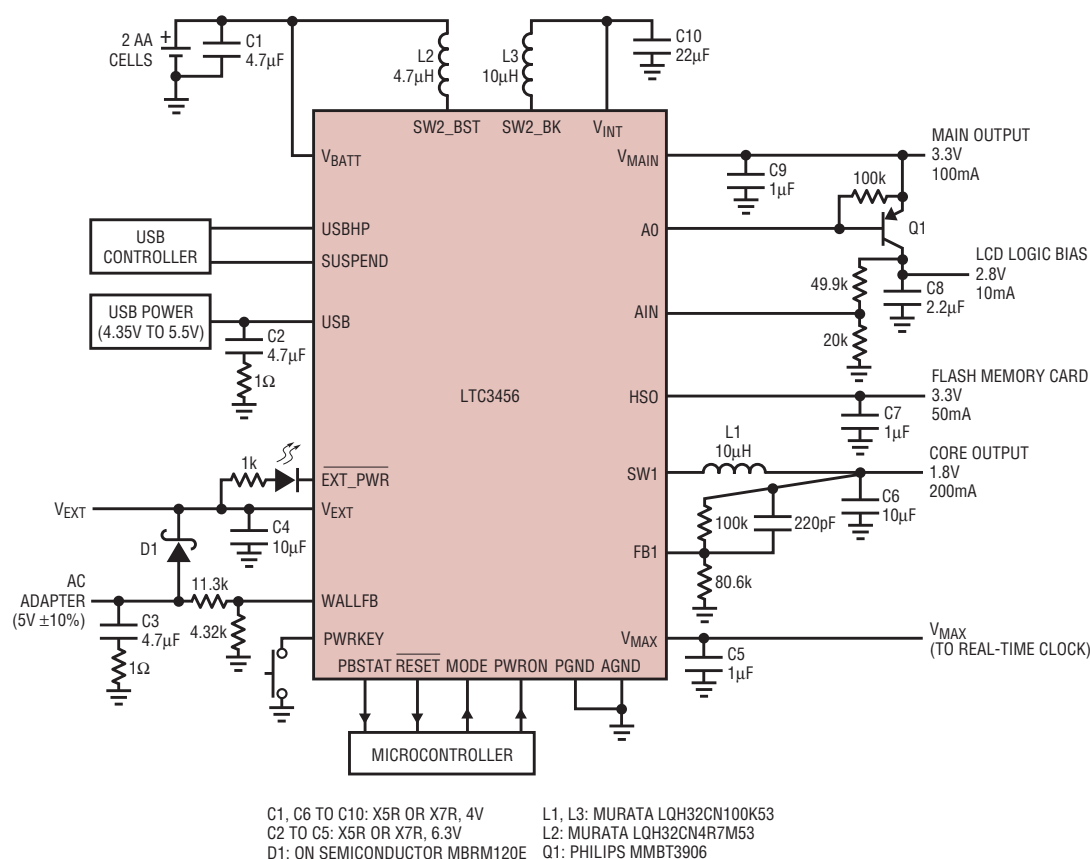 2 AA
CELLS
+
C1
4.7µF
L2
4.7µH
L3
10µH
C10
22µF
SW2_BST
SW2_BK
VINT
VBATT
VMAIN
MAIN OUTPUT
3.3V
100mA
C9
1µF
100k
USB
CONTROLLER
USBHP
SUSPEND
A0
Q1
LCD LOGIC BIAS
2.8V
10mA
C8
2.2µF
49.9k
AIN
20k
USB POWER
(4.35V TO 5.5V)
USB
C2
4.7µF
1Ω
LTC3456
HSO
FLASH MEMORY CARD
3.3V
50mA
C7
1µF
L1
10µH
SW1
CORE OUTPUT
1.8V
200mA
C6
10µF
100k
220pF
FB1
80.6k
1k
EXT_PWR
VEXT
VEXT
C4
10µF
D1
AC
ADAPTER
(5V ±10%)
11.3k
WALLFB
C3
4.7µF
4.32k
1Ω
PWRKEY
VMAX
VMAX
(TO REAL-TIME CLOCK)
C5
1µF
PBSTAT RESET MODE PWRON PGND AGND
MICROCONTROLLER
C1, C6 TO C10: X5R OR X7R, 4V
C2 TO C5: X5R OR X7R, 6.3V
D1: ON SEMICONDUCTOR MBRM120E
L1, L3: MURATA LQH32CN100K53
L2: MURATA LQH32CN4R7M53
Q1: PHILIPS MMBT3906